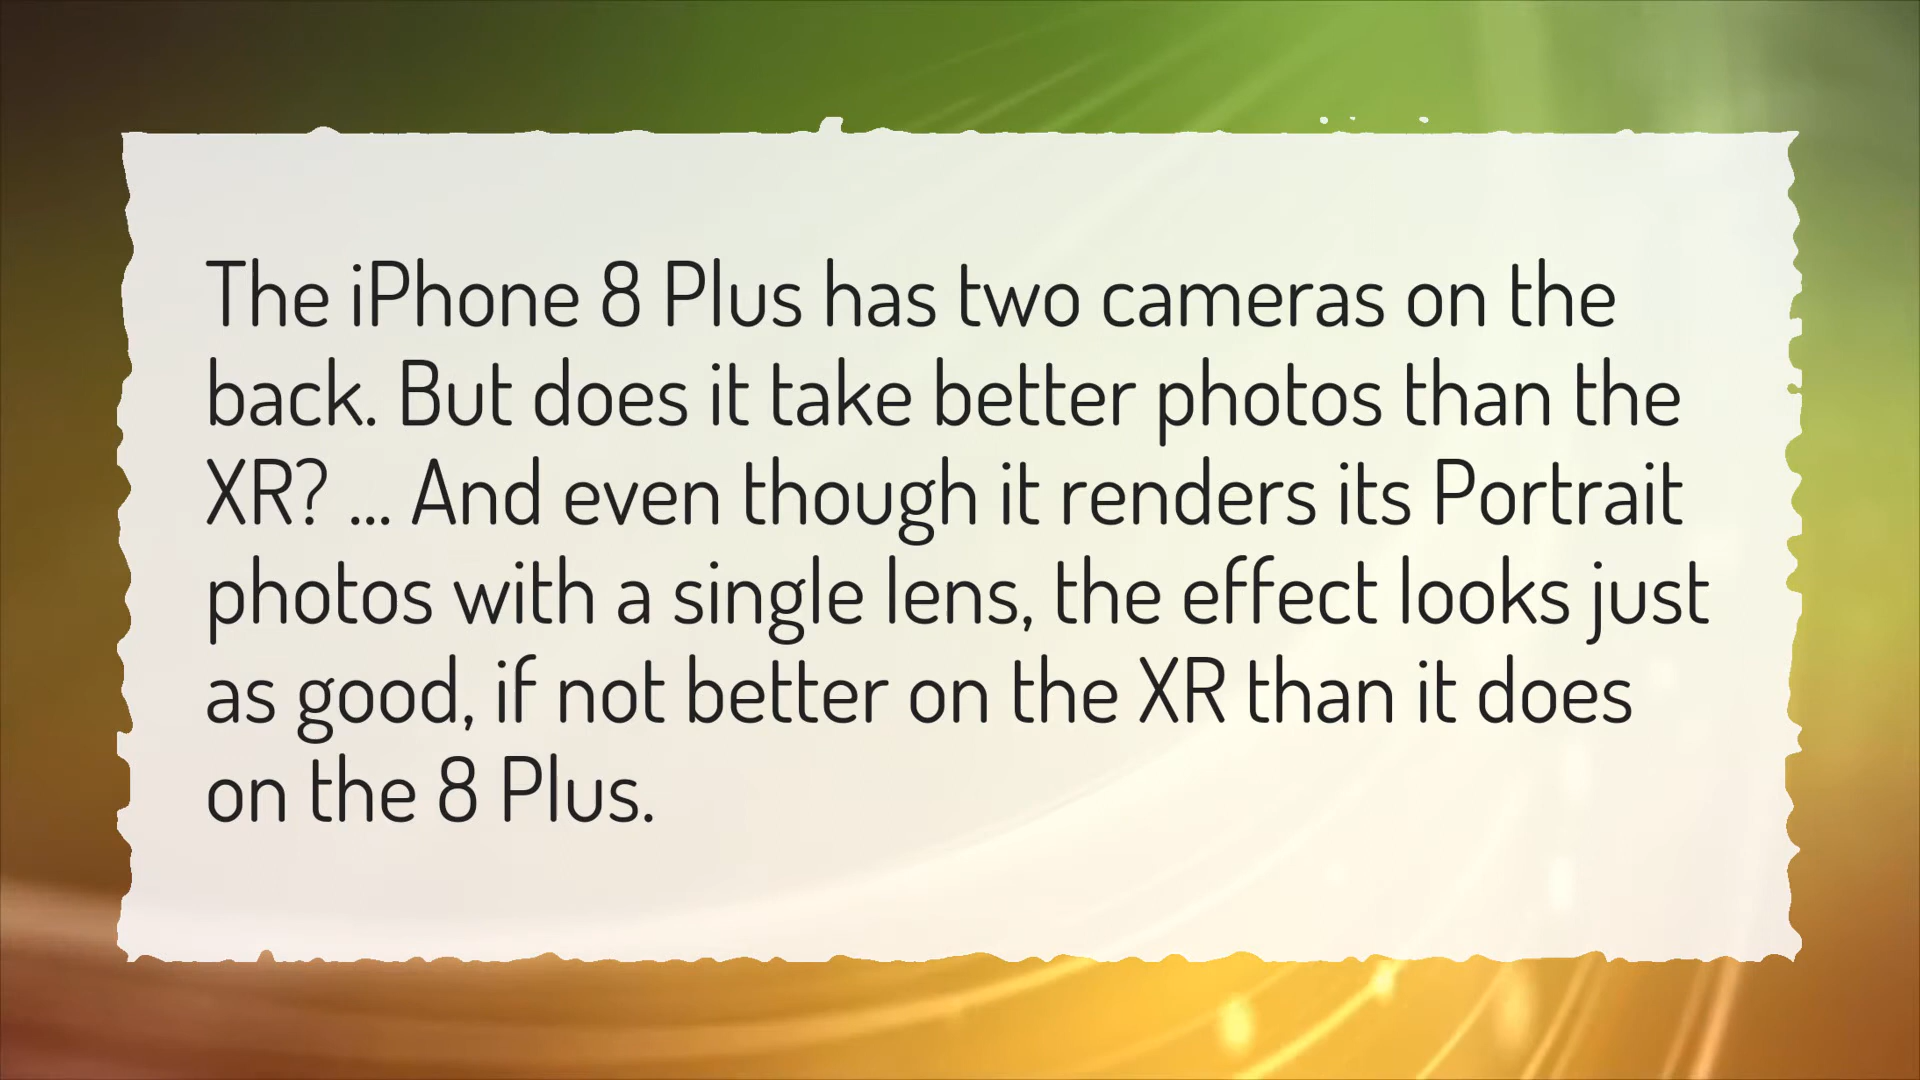 The iPhone 8 Plus has two cameras on the
back. But does it take better photos than the
XR? ... And even though it renders its Portrait
photos with a single lens, the effect looks just
as good, if not better on the XR than it does
on the 8 Plus.